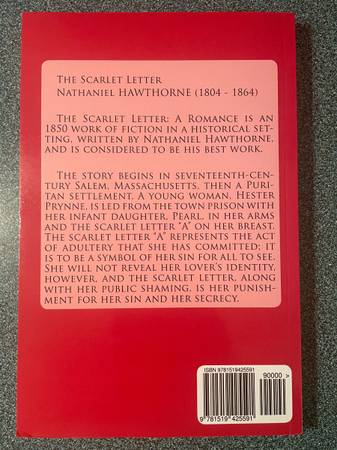 THE SCARLET LETTER
NATHANIEL HAWTHORNE (1804 - 1864)
THE SCARLET LETTER: A ROMANCE IS AN
1850 WORK OF FICTION IN A HISTORICAL SET-
TING, WRITTEN BY NATHANIEL HAWTHORNE,
AND IS CONSIDERED TO BE HIS BEST WORK.
THE STORY BEGINS IN SEVENTEENTH-CEN-
TURY SALEM, MASSACHUSETTS, THEN A PURI-
TAN SETTLEMENT. A YOUNG WOMAN, HESTER
PRYNNE, IS LED FROM THE TOWN PRISON WITH
HER INFANT DAUGHTER, PEARL, IN HER ARMS
AND THE SCARLET LETTER "A" ON HER BREAST.
THE SCARLET LETTER "A" REPRESENTS THE ACT
OF ADULTERY THAT SHE HAS COMMITTED; IT
IS TO BE A SYMBOL OF HER SIN FOR ALL TO SEE.
SHE WILL NOT REVEAL HER LOVER'S IDENTITY,
HOWEVER, AND THE SCARLET LETTER, ALONG
WITH HER PUBLIC SHAMING, IS HER PUNISH-
MENT FOR HER SIN AND HER SECRECY.
ISBN 9781519425591
90000 >
9 781519 425591